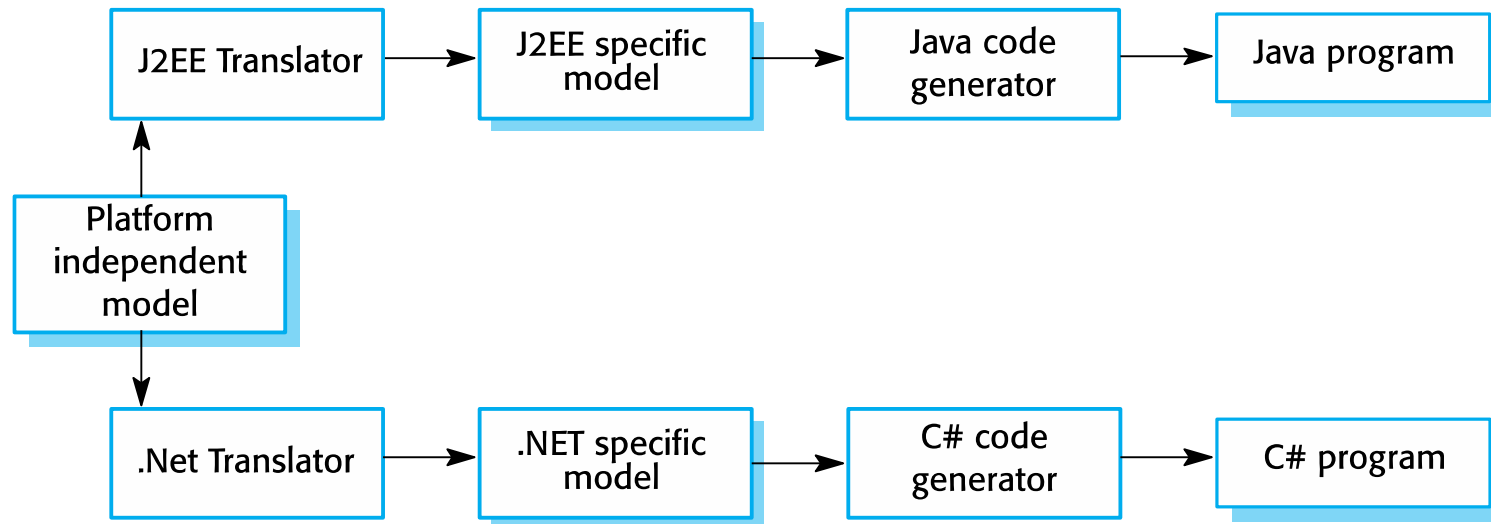 J2EE Translator
J2EE specific
model
Java code
generator
Java program
Platform
independent
model
.Net Translator
.NET specific
model
C# code
generator
C# program